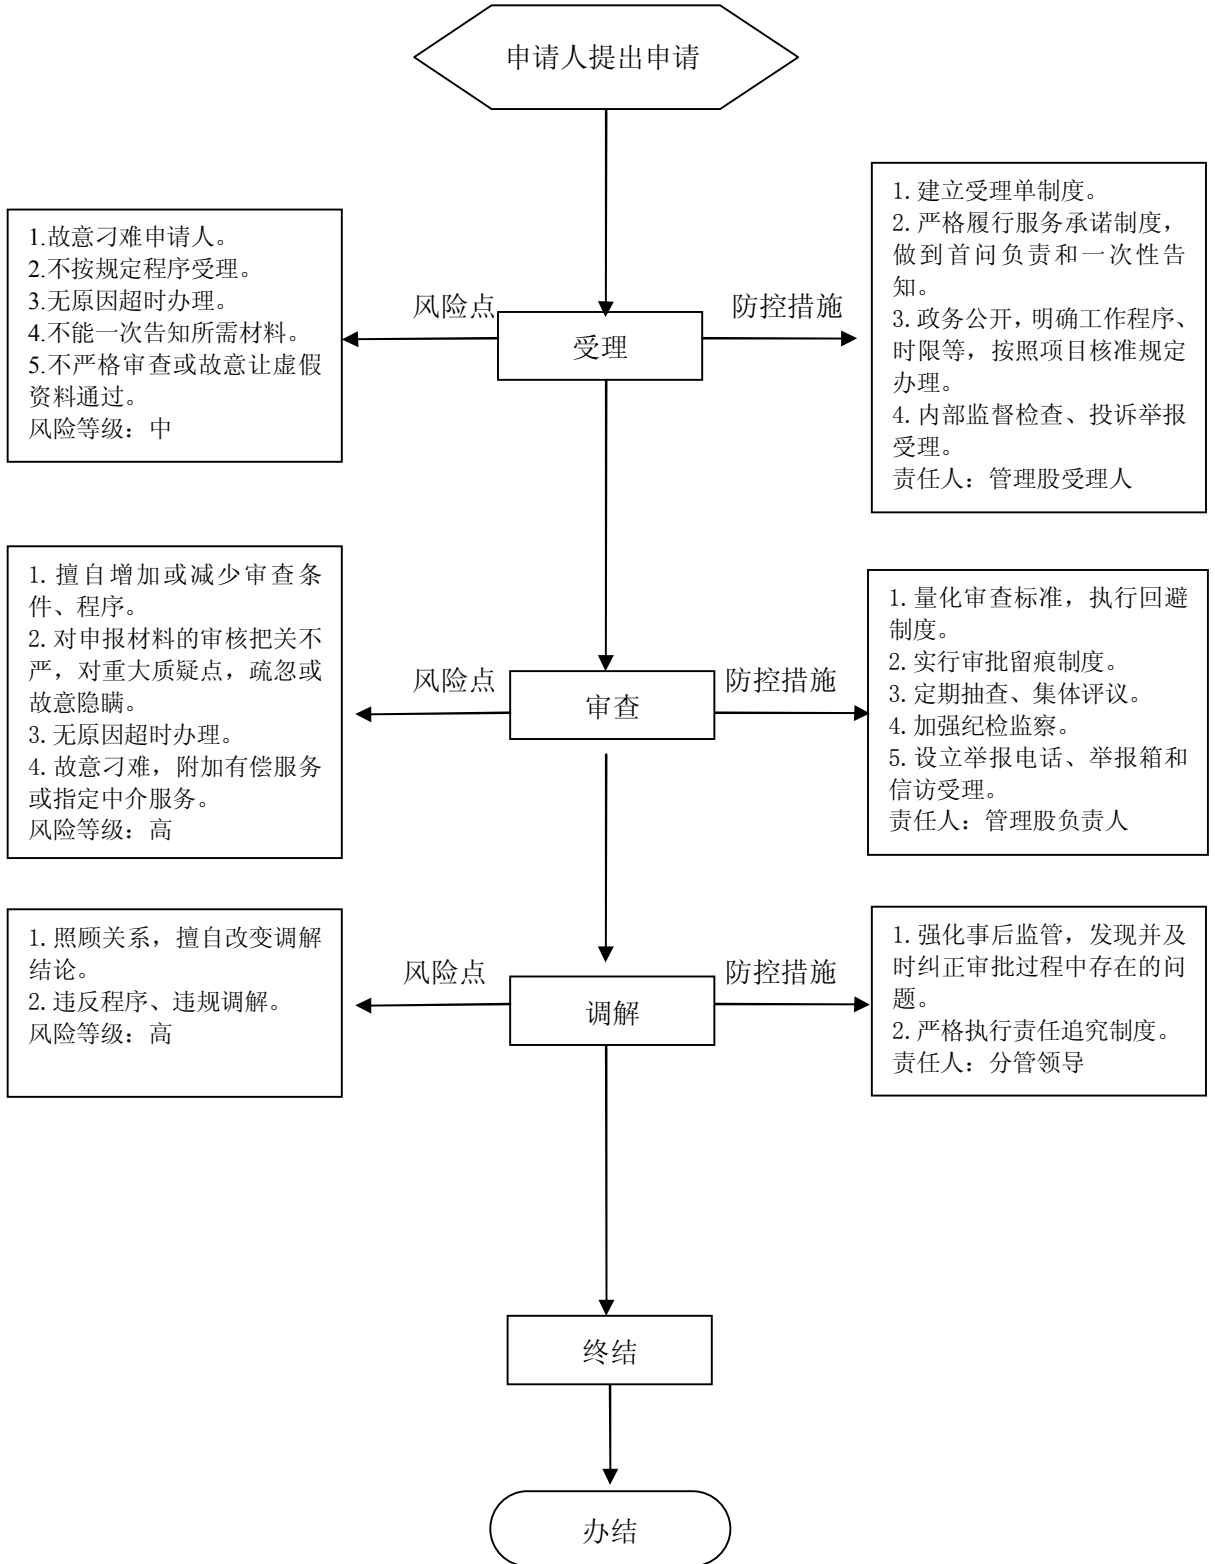 申请人提出申请
1.故意刁难申请人。
2.不按规定程序受理。
3.无原因超时办理。
4.不能一次告知所需材料。
5.不严格审查或故意让虚假
资料通过。
风险等级：中
风险点
受理
防控措施
1.建立受理单制度。
2.严格履行服务承诺制度，
做到首问负责和一次性告
知。
3.政务公开，明确工作程序、
时限等，按照项目核准规定
办理。
4.内部监督检查、投诉举报
受理。
责任人：管理股受理人
1.擅自增加或减少审查条
件、程序。
2.对申报材料的审核把关不
严，对重大质疑点，疏忽或
故意隐瞒。
3.无原因超时办理。
4.故意刁难，附加有偿服务
或指定中介服务。
风险等级：高
风险点
审查
防控措施
1.量化审查标准，执行回避
制度。
2.实行审批留痕制度。
3.定期抽查、集体评议。
4.加强纪检监察。
5.设立举报电话、举报箱和
信访受理。
责任人：管理股负责人
1.照顾关系，擅自改变调解
结论。
2.违反程序、违规调解。
风险等级：高
风险点
调解
防控措施
1.强化事后监管，发现并及
时纠正审批过程中存在的问
题。
2.严格执行责任追究制度。
责任人：分管领导
终结
办结